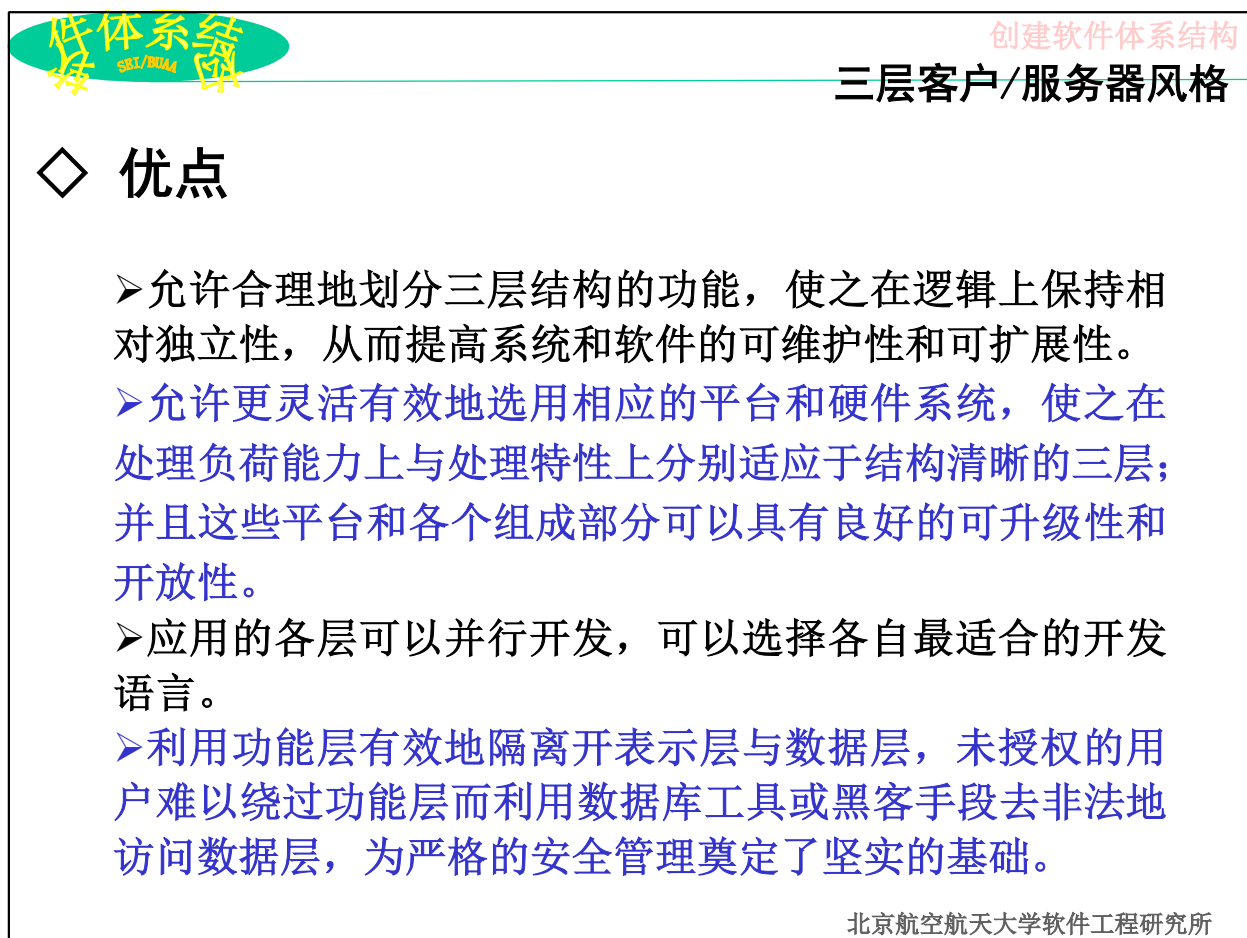 软件体系结构
SEI/BUAA
创建软件体系结构
三层客户/服务器风格
◇ 优点
➢允许合理地划分三层结构的功能，使之在逻辑上保持相
对独立性，从而提高系统和软件的可维护性和可扩展性。
➢允许更灵活有效地选用相应的平台和硬件系统，使之在
处理负荷能力上与处理特性上分别适应于结构清晰的三层；
并且这些平台和各个组成部分可以具有良好的可升级性和
开放性。
➢应用的各层可以并行开发，可以选择各自最适合的开发
语言。
➢利用功能层有效地隔离开表示层与数据层，未授权的用
户难以绕过功能层而利用数据库工具或黑客手段去非法地
访问数据层，为严格的安全管理奠定了坚实的基础。
北京航空航天大学软件工程研究所